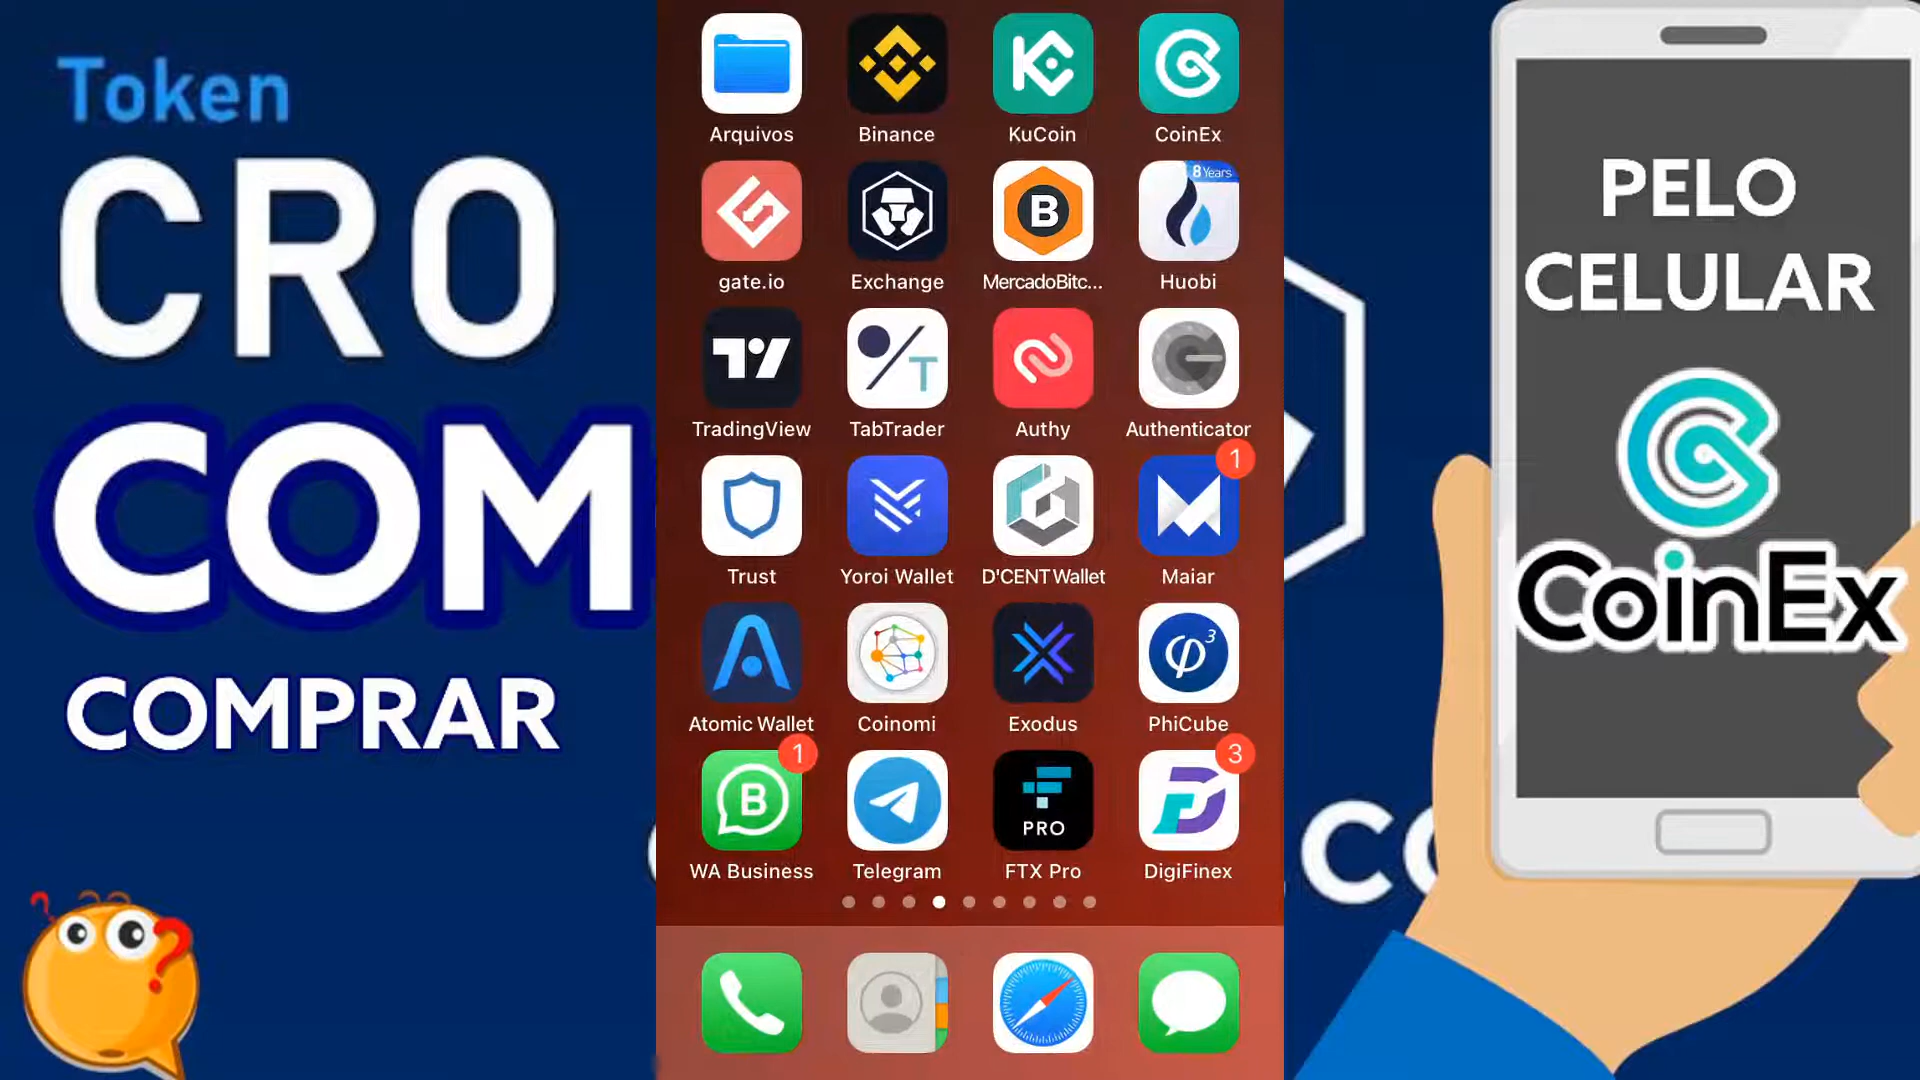 Token
CRO
COM
COMPRAR
Arquivos
Binance
KuCoin
CoinEx
8 Years
gate.io
Exchange
B
MercadoBitc...
Huobi
T
TradingView
TabTrader
Authy
Authenticator
1
Trust
Yoroi Wallet
D'CENT Wallet
Maiar
φ3
Atomic Wallet
Coinomi
Exodus
PhiCube
1
B
PRO
3
WA Business
Telegram
FTX Pro
DigiFinex
PELO
CELULAR
CoinEx
.CO
?